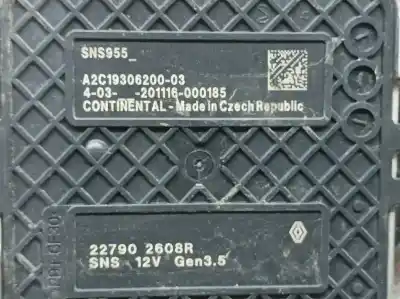 SNS955_
A2C19306200-03
4-03- -201116-000185
CONTINENTAL - Made in Czech Republic
22790 2608R
SNS 12V Gen3.5